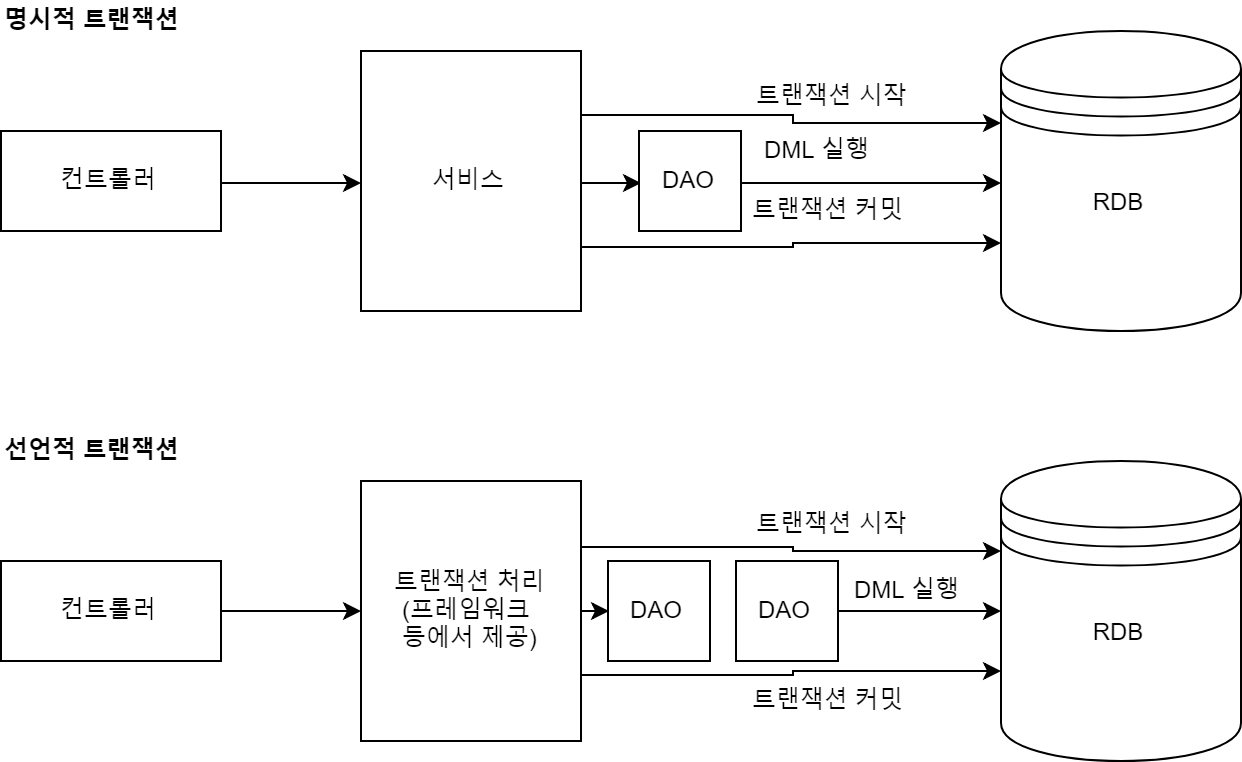 명시적 트랜잭션
트랜잭션 시작
DML 실행
컨트롤러
서비스
DAO
RDB
트랜잭션 커밋
선언적 트랜잭션
트랜잭션 시작
트랜잭션 처리
(프레임워크
등에서 제공)
DML 실행
컨트롤러
DAO
DAO
RDB
트랜잭션 커밋